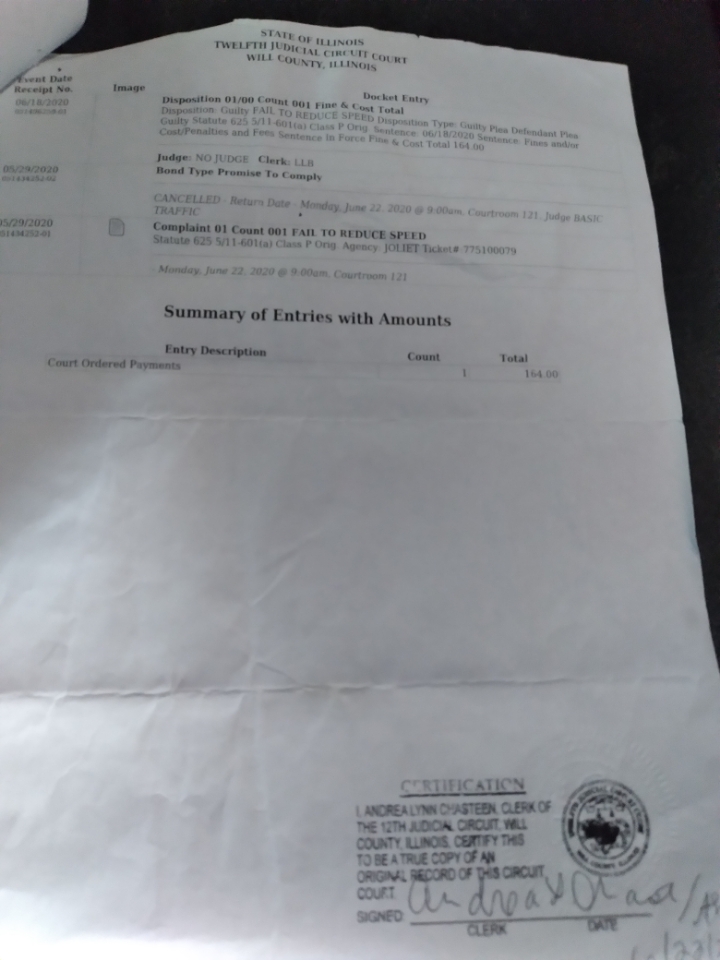 STATE OF ILLINOIS
TWELFTH JUDICIAL CIRCUIT COURT
WILL COUNTY, ILLINOIS
Event Date
Receipt No.
Image
Docket Entry
06/18/2020
Disposition 01/00 Count 001 Fine & Cost Total
Disposition: Guilty FAIL TO REDUCE SPEED Disposition Type: Guilty Plea Defendant Plea
Guilty Statute 625 5/11-601(a) Class P Orig. Sentence: 06/18/2020 Sentence: Fines and/or
Cost/Penalties and Fees Sentence In Force Fine & Cost Total 164.00
Judge: NO JUDGE Clerk: LLB
05/29/2020
Bond Type Promise To Comply
CANCELLED - Return Date - Monday, June 22, 2020 @ 9:00am, Courtroom 121, Judge BASIC
TRAFFIC
05/29/2020
Complaint 01 Count 001 FAIL TO REDUCE SPEED
Statute 625 5/11-601(a) Class P Orig. Agency: JOLIET Ticket# 775100079
Monday, June 22, 2020 @ 9:00am, Courtroom 121
Summary of Entries with Amounts
Entry Description Count Total
Court Ordered Payments 1 164.00
CERTIFICATION
I, ANDREA LYNN CHASTEEN, CLERK OF
THE 12TH JUDICIAL CIRCUIT, WILL
COUNTY, ILLINOIS, CERTIFY THIS
TO BE A TRUE COPY OF AN
ORIGINAL RECORD OF THIS CIRCUIT
COURT.
SIGNED
CLERK DATE